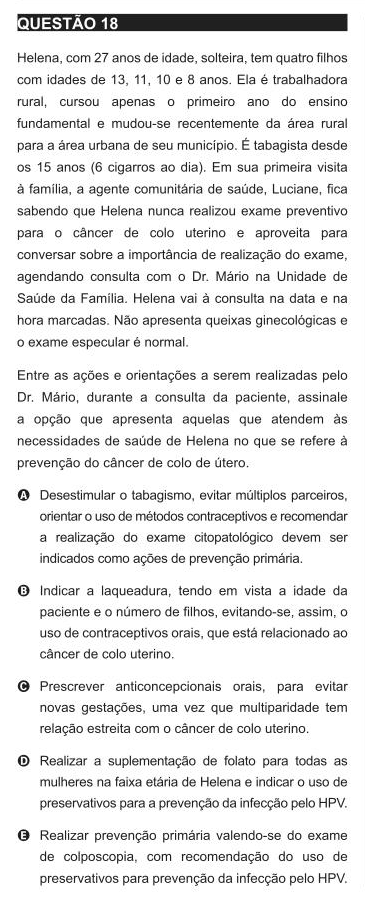 QUESTÃO 18
Helena, com 27 anos de idade, solteira, tem quatro filhos
com idades de 13, 11, 10 e 8 anos. Ela é trabalhadora
rural, cursou apenas o primeiro ano do ensino
fundamental e mudou-se recentemente da área rural
para a área urbana de seu município. É tabagista desde
os 15 anos (6 cigarros ao dia). Em sua primeira visita
à família, a agente comunitária de saúde, Luciane, fica
sabendo que Helena nunca realizou exame preventivo
para o câncer de colo uterino e aproveita para
conversar sobre a importância de realização do exame,
agendando consulta com o Dr. Mário na Unidade de
Saúde da Família. Helena vai à consulta na data e na
hora marcadas. Não apresenta queixas ginecológicas e
o exame especular é normal.
Entre as ações e orientações a serem realizadas pelo
Dr. Mário, durante a consulta da paciente, assinale
a opção que apresenta aquelas que atendem às
necessidades de saúde de Helena no que se refere à
prevenção do câncer de colo de útero.
A Desestimular o tabagismo, evitar múltiplos parceiros,
orientar o uso de métodos contraceptivos e recomendar
a realização do exame citopatológico devem ser
indicados como ações de prevenção primária.
B Indicar a laqueadura, tendo em vista a idade da
paciente e o número de filhos, evitando-se, assim, o
uso de contraceptivos orais, que está relacionado ao
câncer de colo uterino.
C Prescrever anticoncepcionais orais, para evitar
novas gestações, uma vez que multiparidade tem
relação estreita com o câncer de colo uterino.
D Realizar a suplementação de folato para todas as
mulheres na faixa etária de Helena e indicar o uso de
preservativos para a prevenção da infecção pelo HPV.
E Realizar prevenção primária valendo-se do exame
de colposcopia, com recomendação do uso de
preservativos para prevenção da infecção pelo HPV.